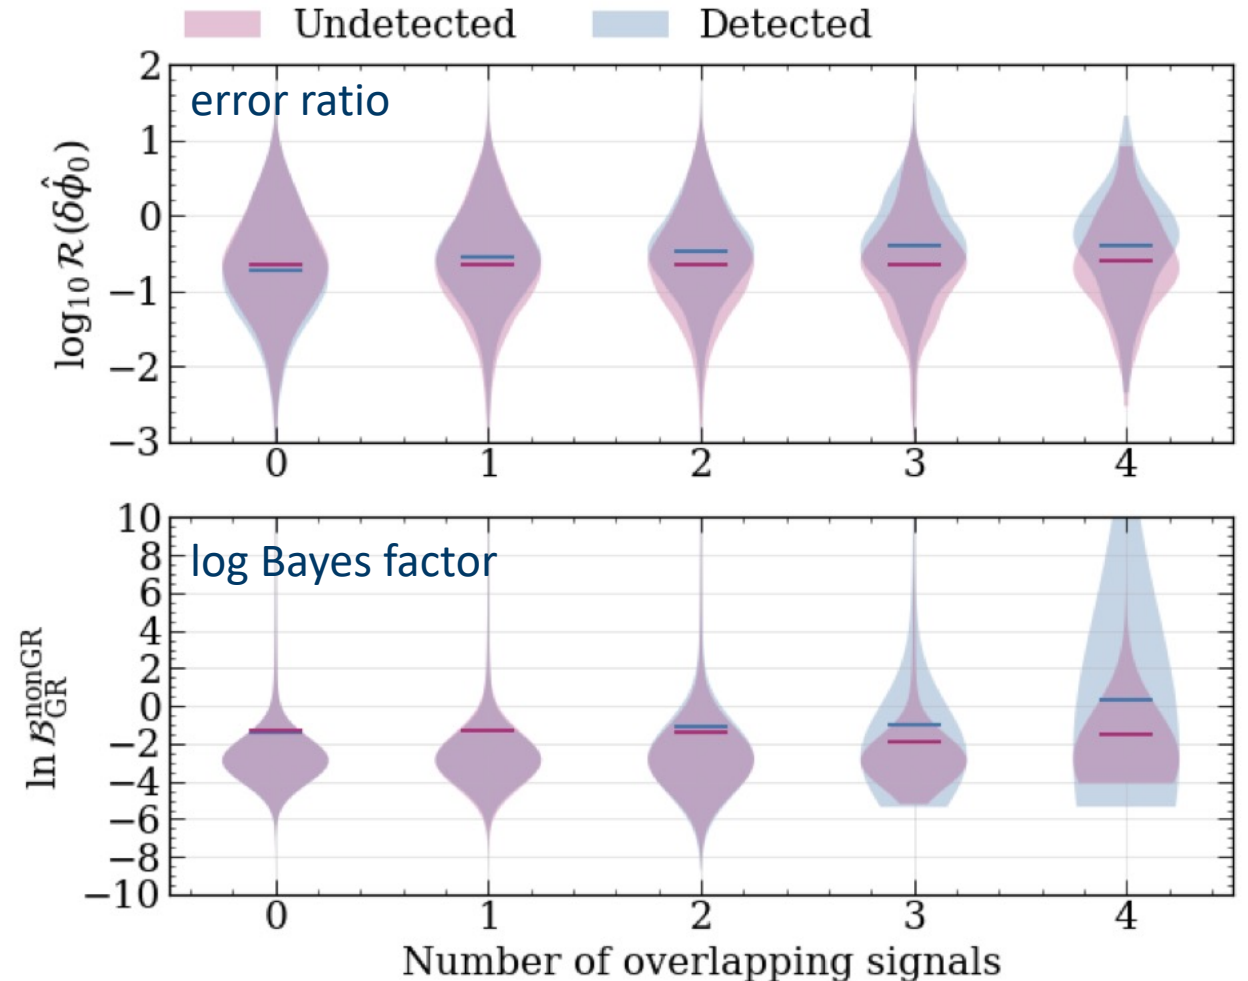 Undetected Detected
error ratio
log₁₀ 𝓡(δφ̂₀)
2
1
0
−1
−2
−3
0 1 2 3 4
log Bayes factor
ln 𝓑ⁿᵒⁿᴳᴿ_GR
10
8
6
4
2
0
−2
−4
−6
−8
−10
0 1 2 3 4
Number of overlapping signals